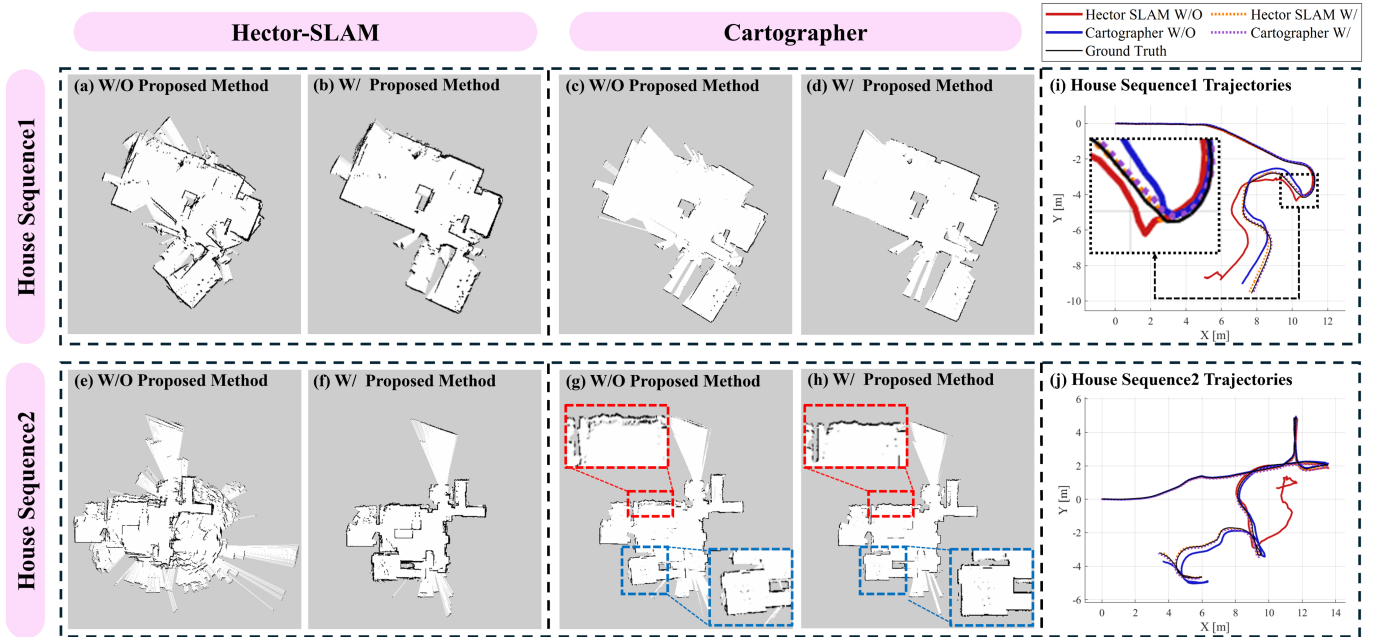 Hector-SLAM
Cartographer
Hector SLAM W/O
Hector SLAM W/
Cartographer W/O
Cartographer W/
Ground Truth
House Sequence1
(a) W/O Proposed Method
(b) W/ Proposed Method
(c) W/O Proposed Method
(d) W/ Proposed Method
(i) House Sequence1 Trajectories
0
-2
-4
-6
-8
-10
Y [m]
0 2 4 6 8 10 12
X [m]
House Sequence2
(e) W/O Proposed Method
(f) W/ Proposed Method
(g) W/O Proposed Method
(h) W/ Proposed Method
(j) House Sequence2 Trajectories
6
4
2
0
-2
-4
-6
Y [m]
0 2 4 6 8 10 12 14
X [m]